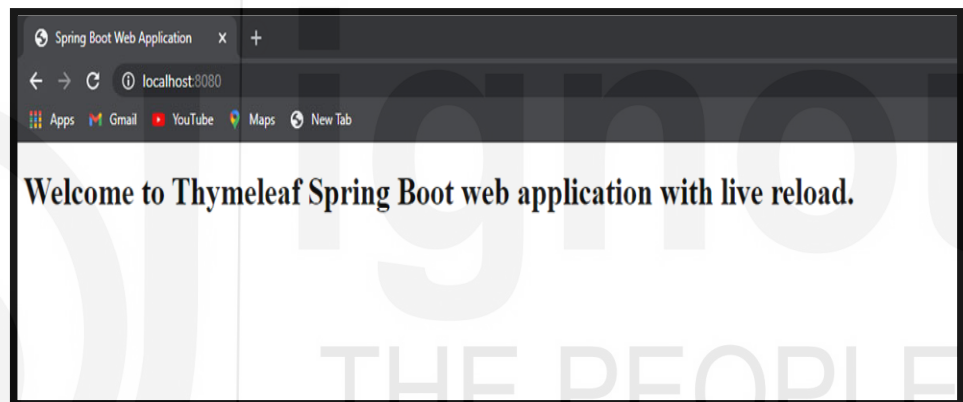 Spring Boot Web Application
localhost:8080
Apps Gmail YouTube Maps New Tab
Welcome to Thymeleaf Spring Boot web application with live reload.
ignou
THE PEOPLE